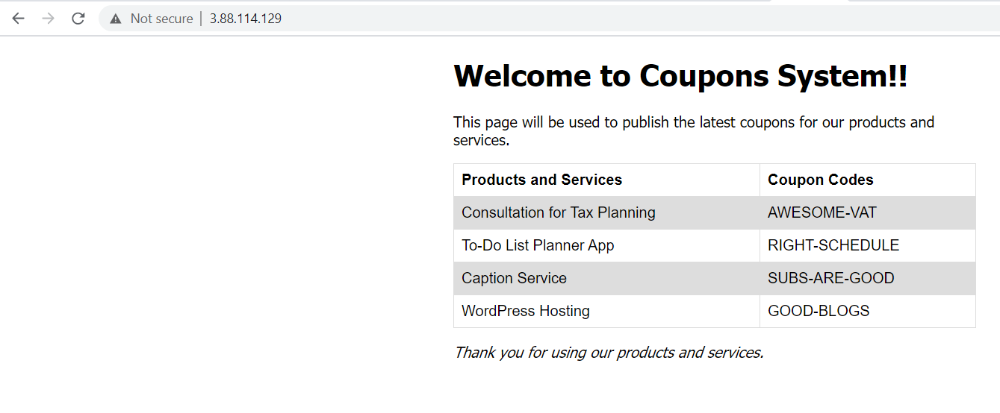 Not secure | 3.88.114.129
Welcome to Coupons System!!
This page will be used to publish the latest coupons for our products and
services.
Products and Services Coupon Codes
Consultation for Tax Planning AWESOME-VAT
To-Do List Planner App RIGHT-SCHEDULE
Caption Service SUBS-ARE-GOOD
WordPress Hosting GOOD-BLOGS
Thank you for using our products and services.